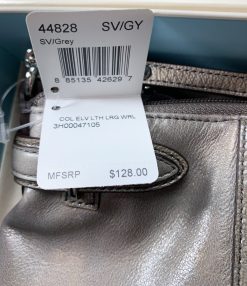 44828 SV/GY
SV/Grey
8 85135 42629 7
COL ELV LTH LRG WRL
3H00047105
MFSRP $128.00